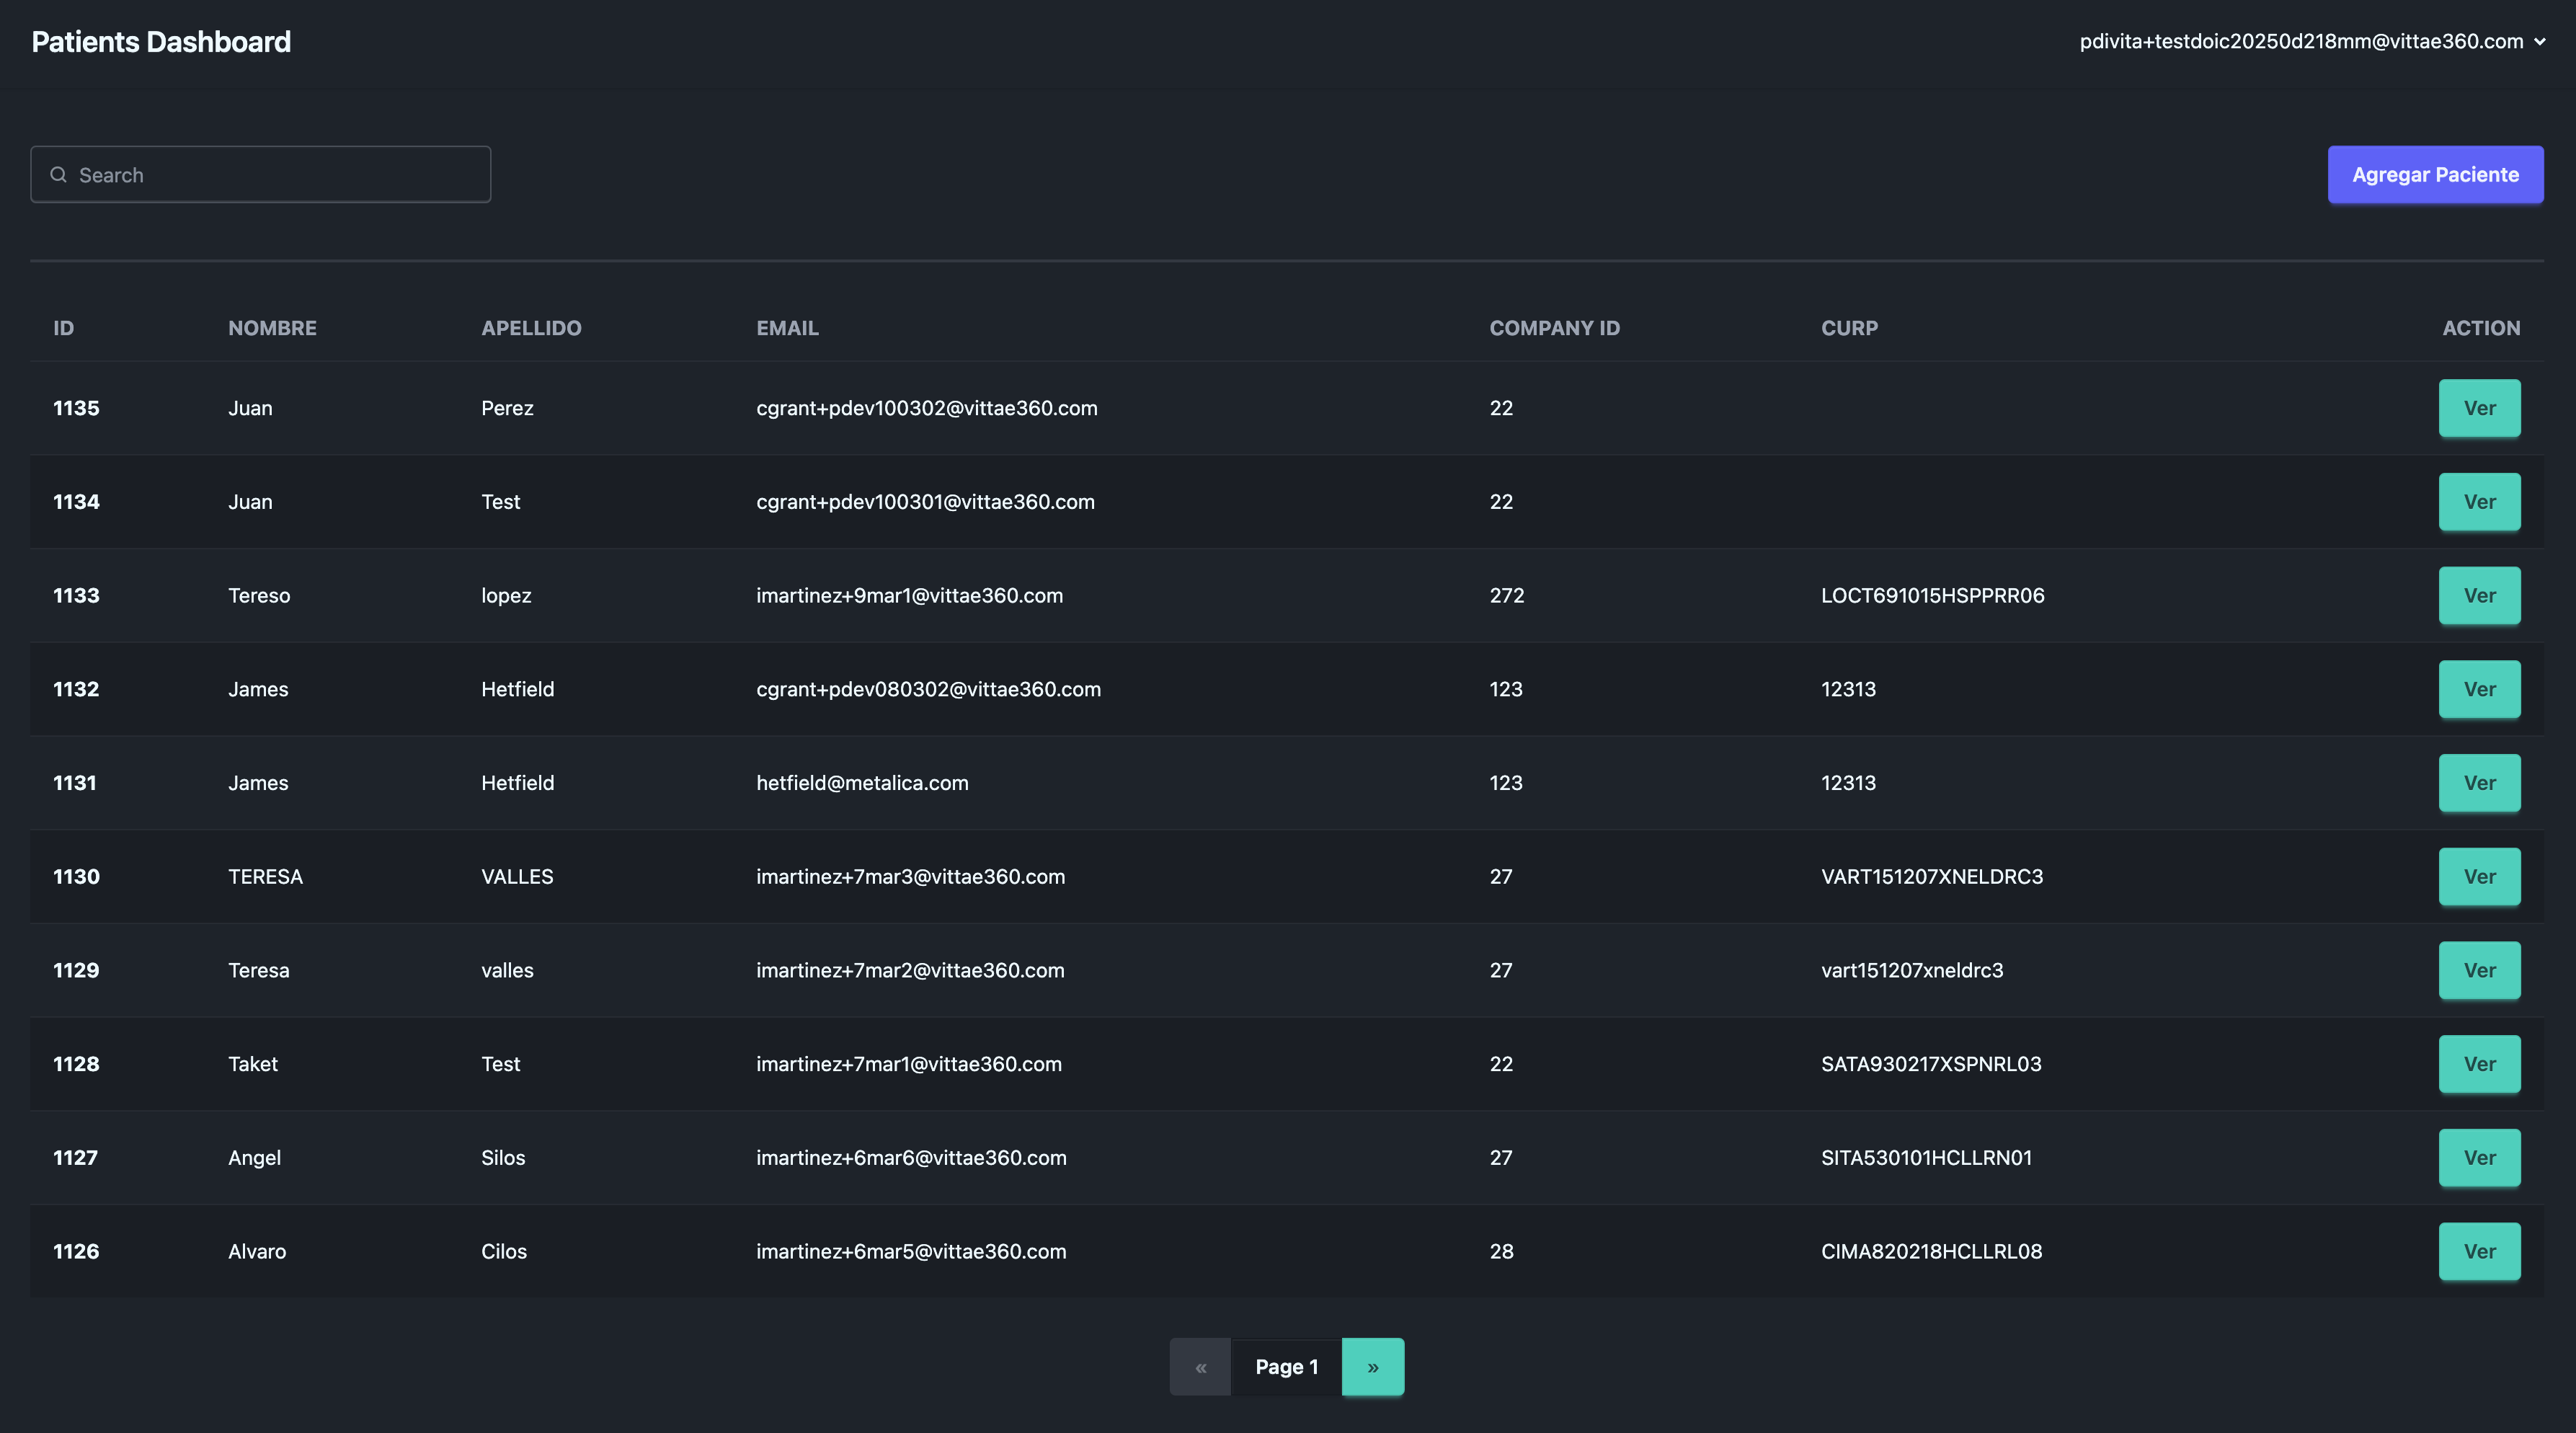 Patients Dashboard
pdivita+testdoic20250d218mm@vittae360.com
Search
Agregar Paciente
ID NOMBRE APELLIDO EMAIL COMPANY ID CURP ACTION
1135 Juan Perez cgrant+pdev100302@vittae360.com 22 Ver
1134 Juan Test cgrant+pdev100301@vittae360.com 22 Ver
1133 Tereso lopez imartinez+9mar1@vittae360.com 272 LOCT691015HSPPRR06 Ver
1132 James Hetfield cgrant+pdev080302@vittae360.com 123 12313 Ver
1131 James Hetfield hetfield@metalica.com 123 12313 Ver
1130 TERESA VALLES imartinez+7mar3@vittae360.com 27 VART151207XNELDRC3 Ver
1129 Teresa valles imartinez+7mar2@vittae360.com 27 vart151207xneldrc3 Ver
1128 Taket Test imartinez+7mar1@vittae360.com 22 SATA930217XSPNRL03 Ver
1127 Angel Silos imartinez+6mar6@vittae360.com 27 SITA530101HCLLRN01 Ver
1126 Alvaro Cilos imartinez+6mar5@vittae360.com 28 CIMA820218HCLLRL08 Ver
« Page 1 »